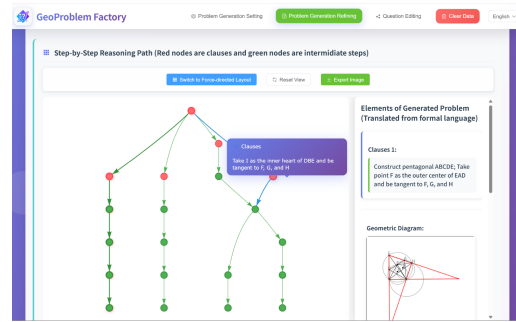 GeoProblem Factory
Problem Generation Setting
Problem Generation Refining
Question Editing
Clear Data
English
Step-by-Step Reasoning Path (Red nodes are clauses and green nodes are intermidiate steps)
Switch to Force-directed Layout
Reset View
Export Image
Clauses
Take I as the inner heart of DBE and be
tangent to F, G, and H
Elements of Generated Problem
(Translated from formal language)
Clauses 1:
Construct pentagonal ABCDE; Take
point F as the outer center of EAD
and be tangent to F, G, and H
Geometric Diagram: